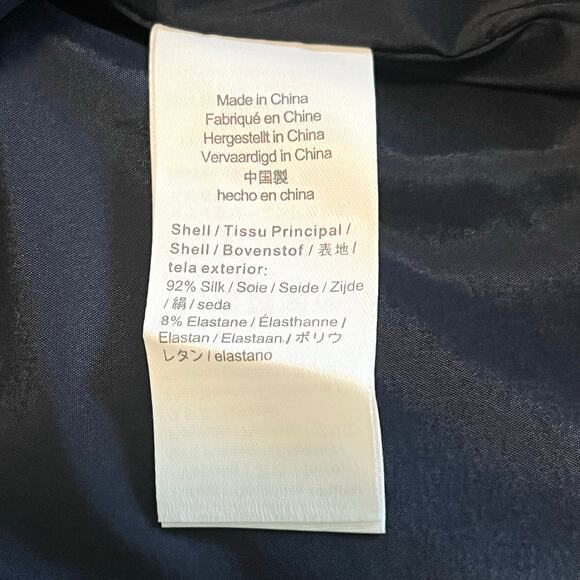 Made in China
Fabriqué en Chine
Hergestellt in China
Vervaardigd in China
中国製
hecho en china
Shell / Tissu Principal /
Shell / Bovenstof / 表地 /
tela exterior:
92% Silk / Soie / Seide / Zijde
/ 絹 / seda
8% Elastane / Élasthanne /
Elastan / Elastaan / ポリウ
レタン / elastano